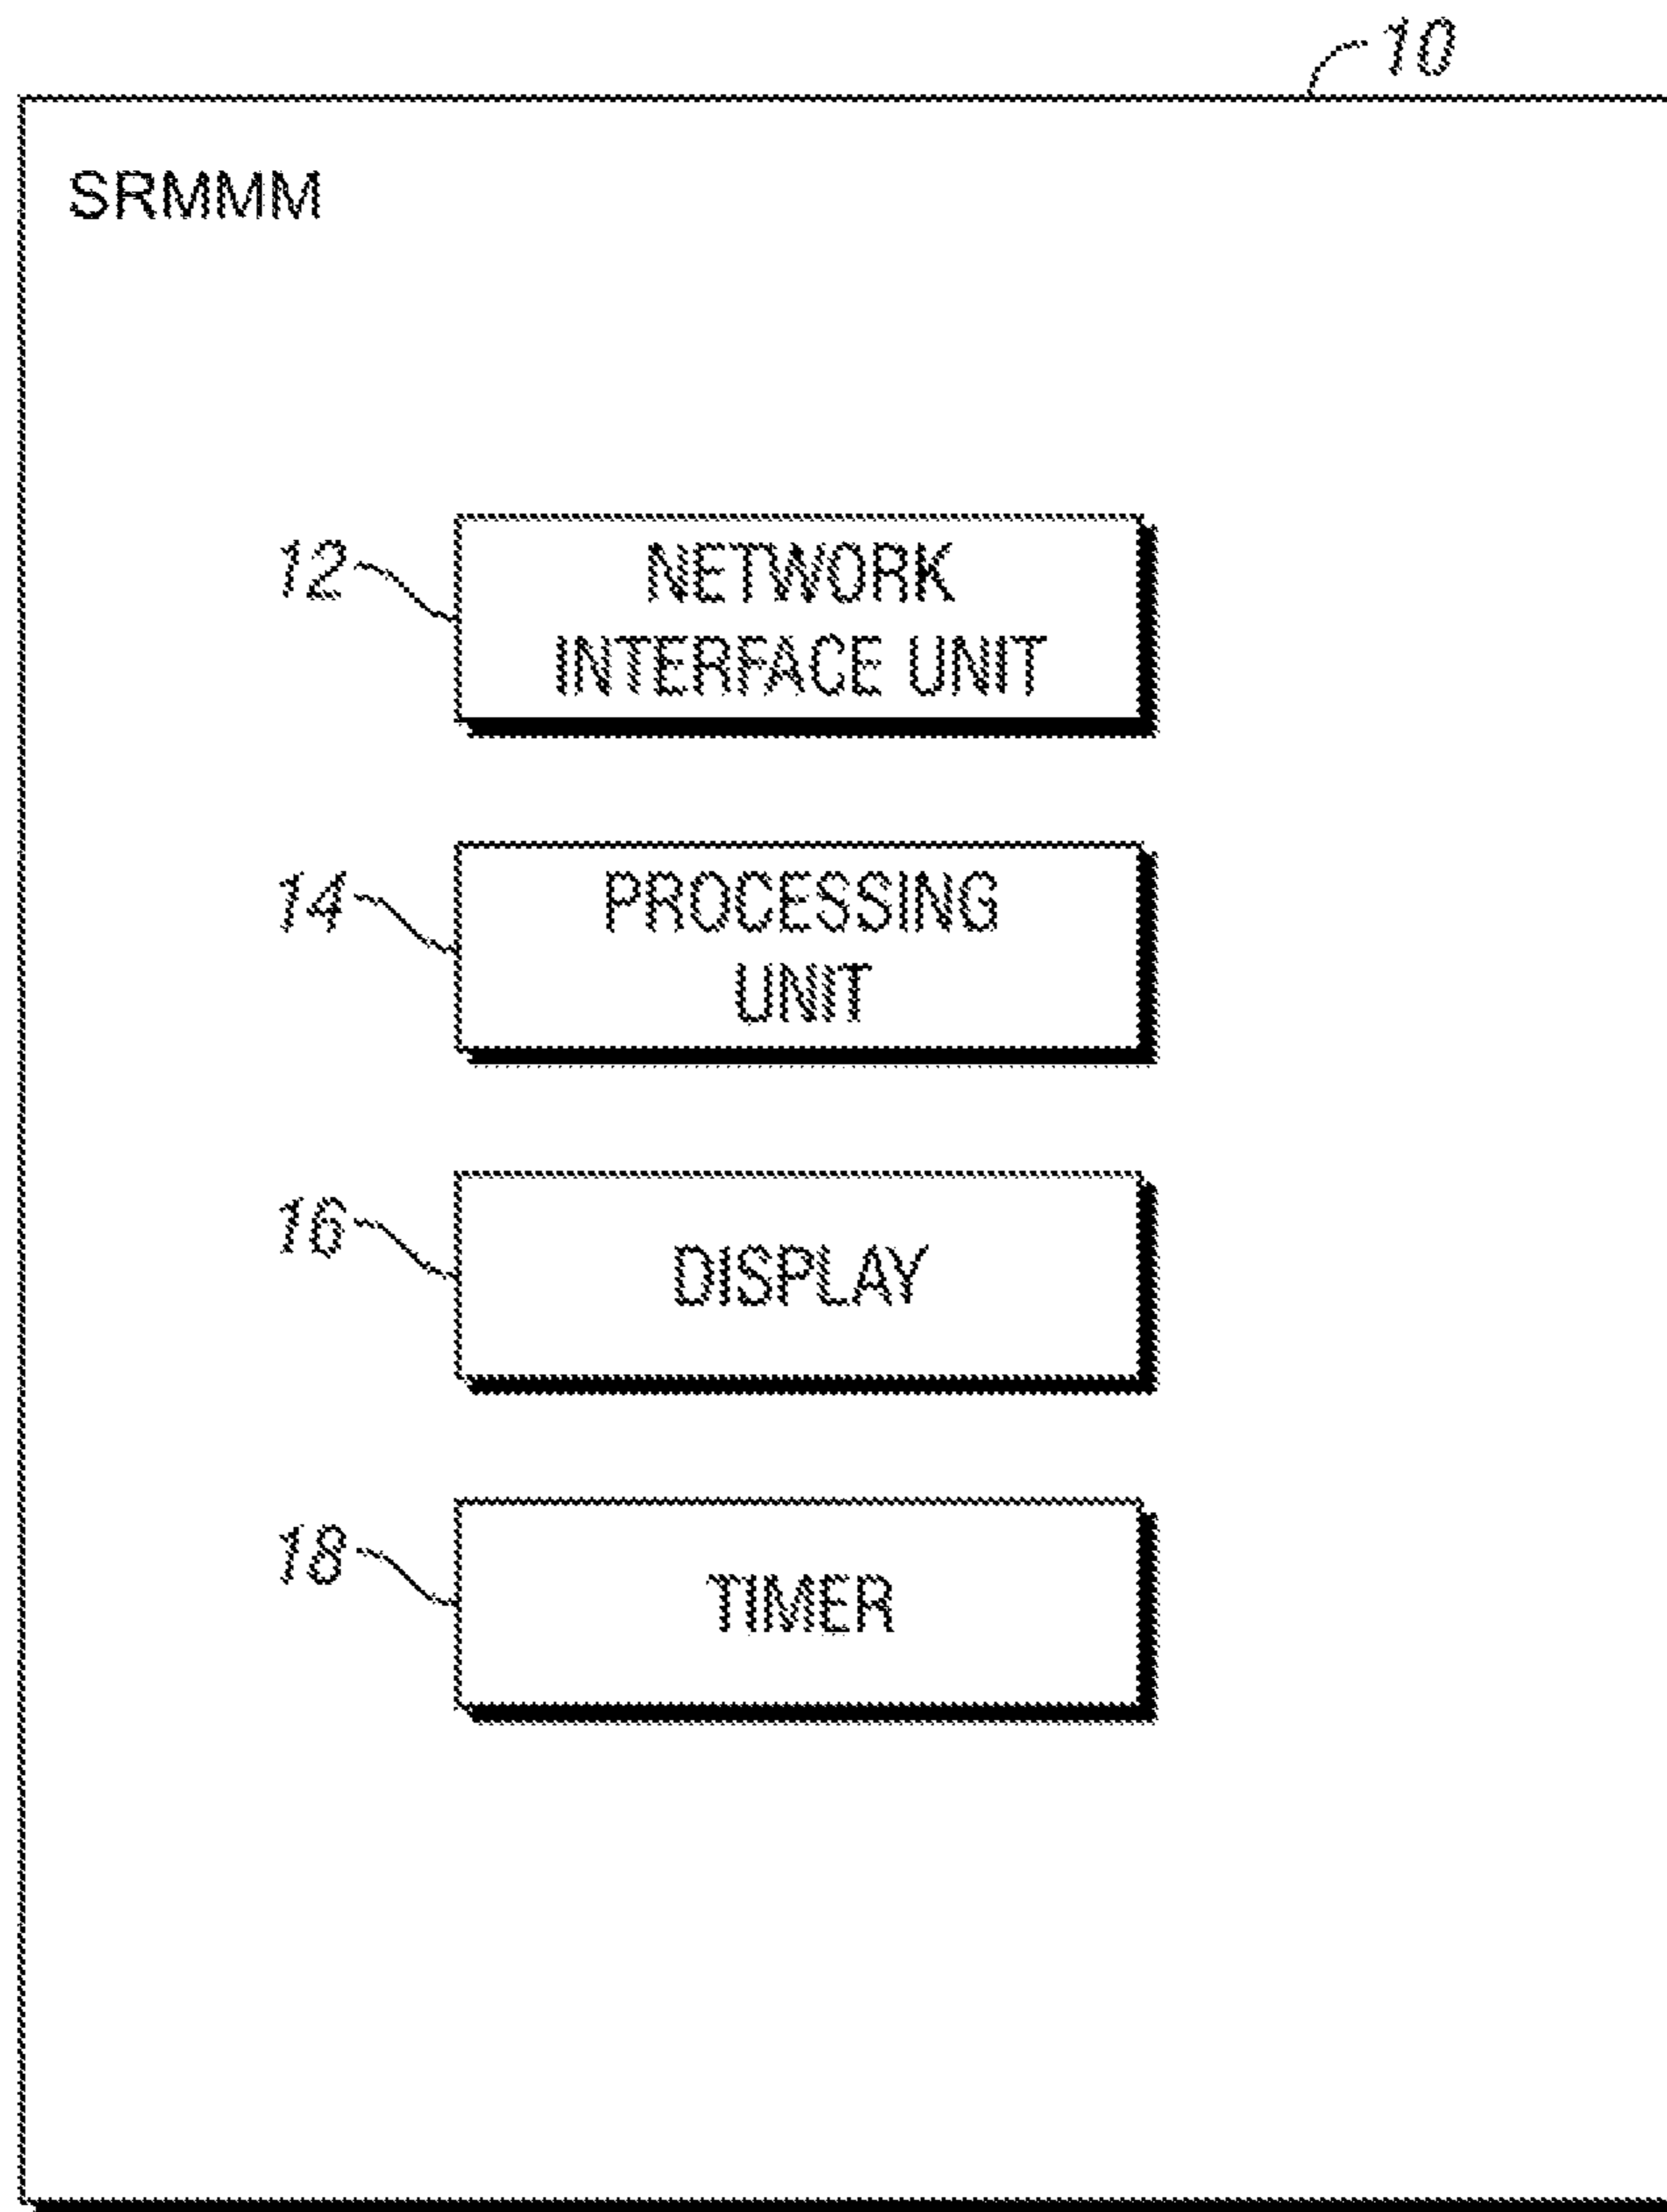 10
SRMMM
12
NETWORK
INTERFACE UNIT
14
PROCESSING
UNIT
16
DISPLAY
18
TIMER